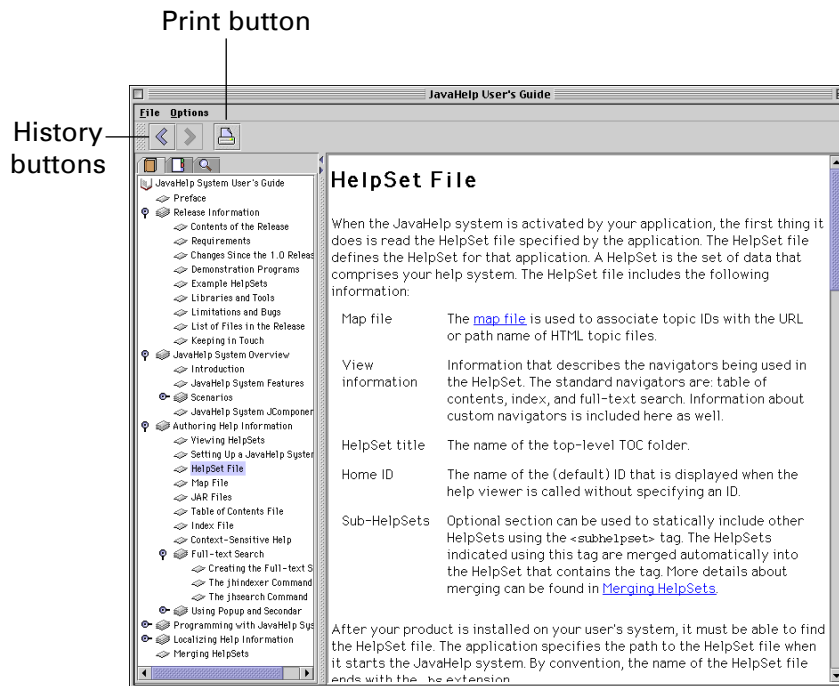 Print button
History
buttons
JavaHelp User's Guide
File Options
JavaHelp System User's Guide
Preface
Release Information
Contents of the Release
Requirements
Changes Since the 1.0 Releas
Demonstration Programs
Example HelpSets
Libraries and Tools
Limitations and Bugs
List of Files in the Release
Keeping in Touch
JavaHelp System Overview
Introduction
JavaHelp System Features
Scenarios
JavaHelp System JComponen
Authoring Help Information
Viewing HelpSets
Setting Up a JavaHelp System
HelpSet File
Map File
JAR Files
Table of Contents File
Index File
Context-Sensitive Help
Full-text Search
Creating the Full-text S
The jhindexer Command
The jhsearch Command
Using Popup and Secondar
Programming with JavaHelp Sys
Localizing Help Information
Merging HelpSets
HelpSet File
When the JavaHelp system is activated by your application, the first thing it
does is read the HelpSet file specified by the application. The HelpSet file
defines the HelpSet for that application. A HelpSet is the set of data that
comprises your help system. The HelpSet file includes the following
information:
Map file The map file is used to associate topic IDs with the URL
or path name of HTML topic files.
View Information that describes the navigators being used in
information the HelpSet. The standard navigators are: table of
contents, index, and full-text search. Information about
custom navigators is included here as well.
HelpSet title The name of the top-level TOC folder.
Home ID The name of the (default) ID that is displayed when the
help viewer is called without specifying an ID.
Sub-HelpSets Optional section can be used to statically include other
HelpSets using the <subhelpset> tag. The HelpSets
indicated using this tag are merged automatically into
the HelpSet that contains the tag. More details about
merging can be found in Merging HelpSets.
After your product is installed on your user's system, it must be able to find
the HelpSet file. The application specifies the path to the HelpSet file when
it starts the JavaHelp system. By convention, the name of the HelpSet file
ends with the .hs extension